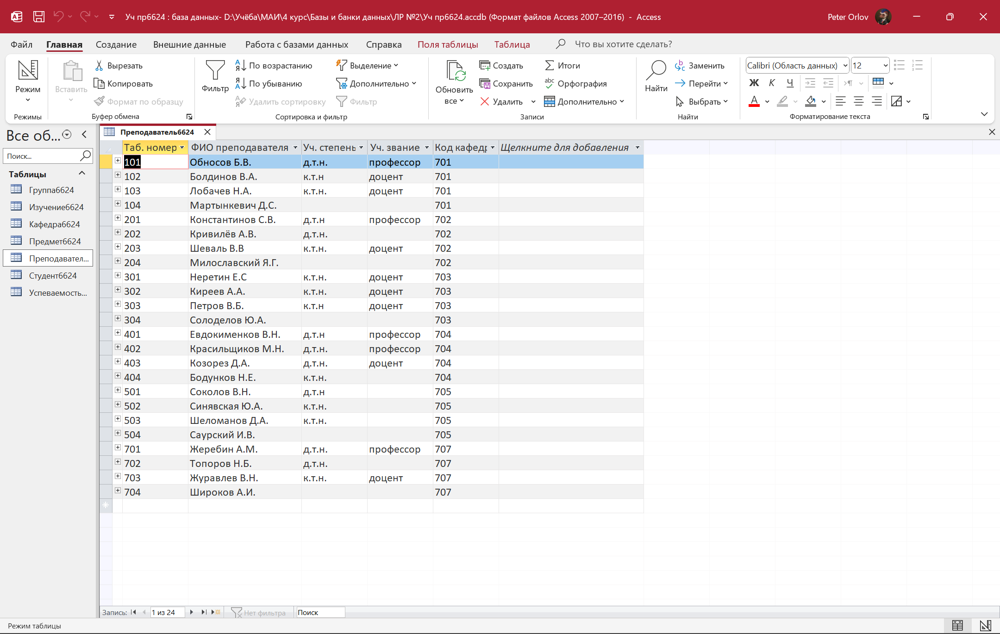 Уч пр6624 : база данных- D:\Учёба\МАИ\4 курс\Базы и банки данных\ЛР №2\Уч пр6624.accdb (Формат файлов Access 2007–2016) - Access
Peter Orlov
Файл Главная Создание Внешние данные Работа с базами данных Справка Поля таблицы Таблица Что вы хотите сделать?
Режим
Режимы
Вставить
Вырезать
Копировать
Формат по образцу
Буфер обмена
Фильтр
По возрастанию
По убыванию
Удалить сортировку
Выделение
Дополнительно
Фильтр
Сортировка и фильтр
Обновить
все
Создать
Сохранить
Удалить
Итоги
Орфография
Дополнительно
Записи
Найти
Заменить
Перейти
Выбрать
Найти
Calibri (Область данных) 12
Ж К Ч
Форматирование текста
Все об...
Поиск...
Таблицы
Группа6624
Изучение6624
Кафедра6624
Предмет6624
Преподавател...
Студент6624
Успеваемость...
Преподаватель6624
Таб. номер ФИО преподавателя Уч. степень Уч. звание Код кафедр Щелкните для добавления
101 Обносов Б.В. д.т.н. профессор 701
102 Болдинов В.А. к.т.н доцент 701
103 Лобачев Н.А. к.т.н. доцент 701
104 Мартынкевич Д.С. 701
201 Константинов С.В. д.т.н профессор 702
202 Кривилёв А.В. д.т.н. 702
203 Шеваль В.В к.т.н. доцент 702
204 Милославский Я.Г. 702
301 Неретин Е.С к.т.н. доцент 703
302 Киреев А.А. к.т.н. доцент 703
303 Петров В.Б. к.т.н доцент 703
304 Солоделов Ю.А. 703
401 Евдокименков В.Н. д.т.н профессор 704
402 Красильщиков М.Н. д.т.н. профессор 704
403 Козорез Д.А. д.т.н. доцент 704
404 Бодунков Н.Е. к.т.н. 704
501 Соколов В.Н. д.т.н 705
502 Синявская Ю.А. к.т.н. 705
503 Шеломанов Д.А. к.т.н. 705
504 Саурский И.В. 705
701 Жеребин А.М. д.т.н. профессор 707
702 Топоров Н.Б. д.т.н. 707
703 Журавлев В.Н. к.т.н. доцент 707
704 Широков А.И. 707
Запись: 1 из 24 Нет фильтра Поиск
Режим таблицы